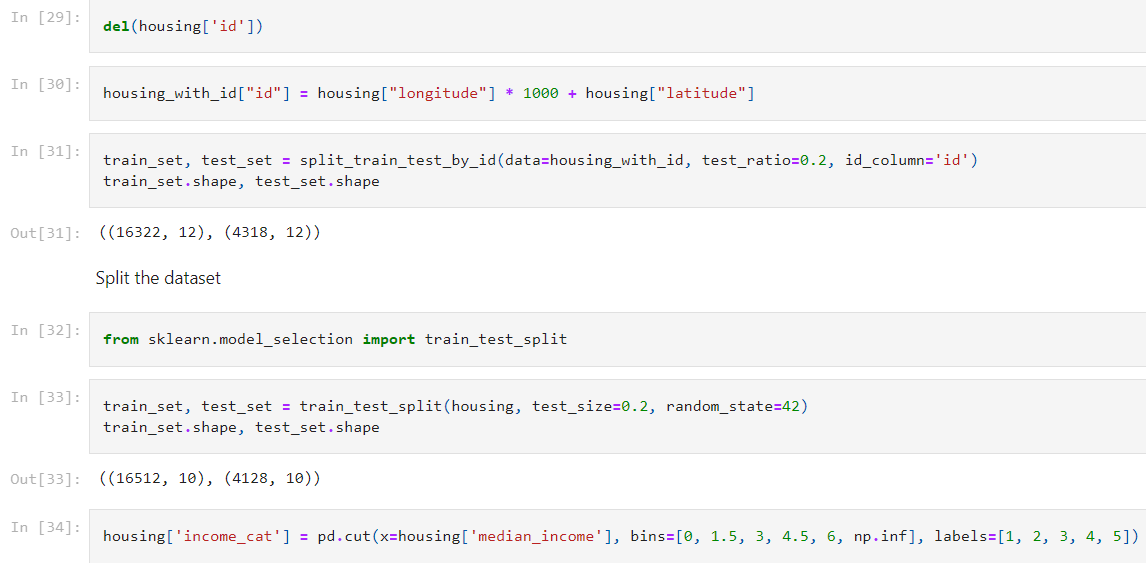 In [29]:
del(housing['id'])
In [30]:
housing_with_id["id"] = housing["longitude"] * 1000 + housing["latitude"]
In [31]:
train_set, test_set = split_train_test_by_id(data=housing_with_id, test_ratio=0.2, id_column='id')
train_set.shape, test_set.shape
Out[31]:
((16322, 12), (4318, 12))
Split the dataset
In [32]:
from sklearn.model_selection import train_test_split
In [33]:
train_set, test_set = train_test_split(housing, test_size=0.2, random_state=42)
train_set.shape, test_set.shape
Out[33]:
((16512, 10), (4128, 10))
In [34]:
housing['income_cat'] = pd.cut(x=housing['median_income'], bins=[0, 1.5, 3, 4.5, 6, np.inf], labels=[1, 2, 3, 4, 5])